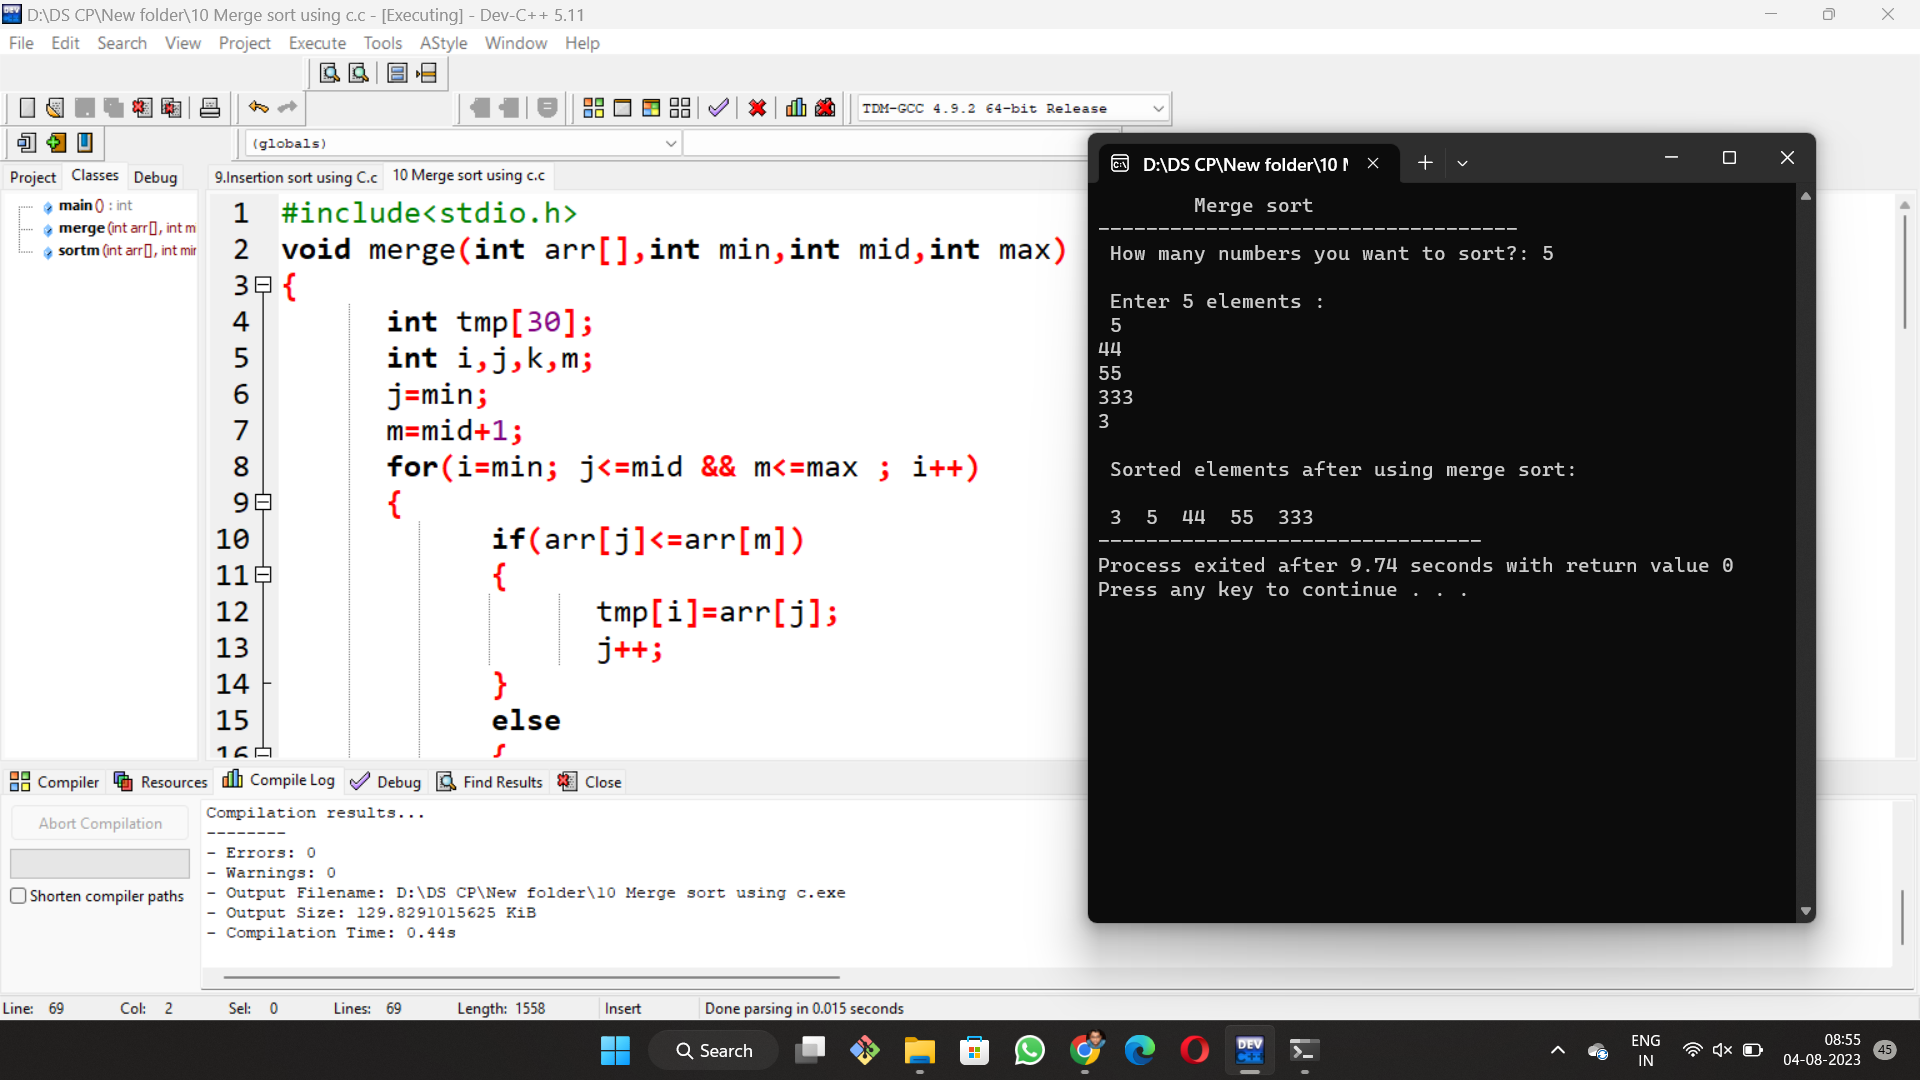 D:\DS CP\New folder\10 Merge sort using c.c - [Executing] - Dev-C++ 5.11
File Edit Search View Project Execute Tools AStyle Window Help
TDM-GCC 4.9.2 64-bit Release
(globals)
Project Classes Debug
main () : int
merge (int arr[], int m
sortm (int arr[], int mir
9.Insertion sort using C.c 10 Merge sort using c.c
1 #include<stdio.h>
2 void merge(int arr[],int min,int mid,int max)
3 {
4 int tmp[30];
5 int i,j,k,m;
6 j=min;
7 m=mid+1;
8 for(i=min; j<=mid && m<=max ; i++)
9 {
10 if(arr[j]<=arr[m])
11 {
12 tmp[i]=arr[j];
13 j++;
14 }
15 else
16 {
D:\DS CP\New folder\10 M
Merge sort
-----------------------------------
How many numbers you want to sort?: 5
Enter 5 elements :
5
44
55
333
3
Sorted elements after using merge sort:
3 5 44 55 333
--------------------------------
Process exited after 9.74 seconds with return value 0
Press any key to continue . . .
Compiler Resources Compile Log Debug Find Results Close
Abort Compilation
Shorten compiler paths
Compilation results...
--------
- Errors: 0
- Warnings: 0
- Output Filename: D:\DS CP\New folder\10 Merge sort using c.exe
- Output Size: 129.8291015625 KiB
- Compilation Time: 0.44s
Line: 69 Col: 2 Sel: 0 Lines: 69 Length: 1558 Insert Done parsing in 0.015 seconds
Search
DEV C++
ENG
IN
08:55
04-08-2023
45